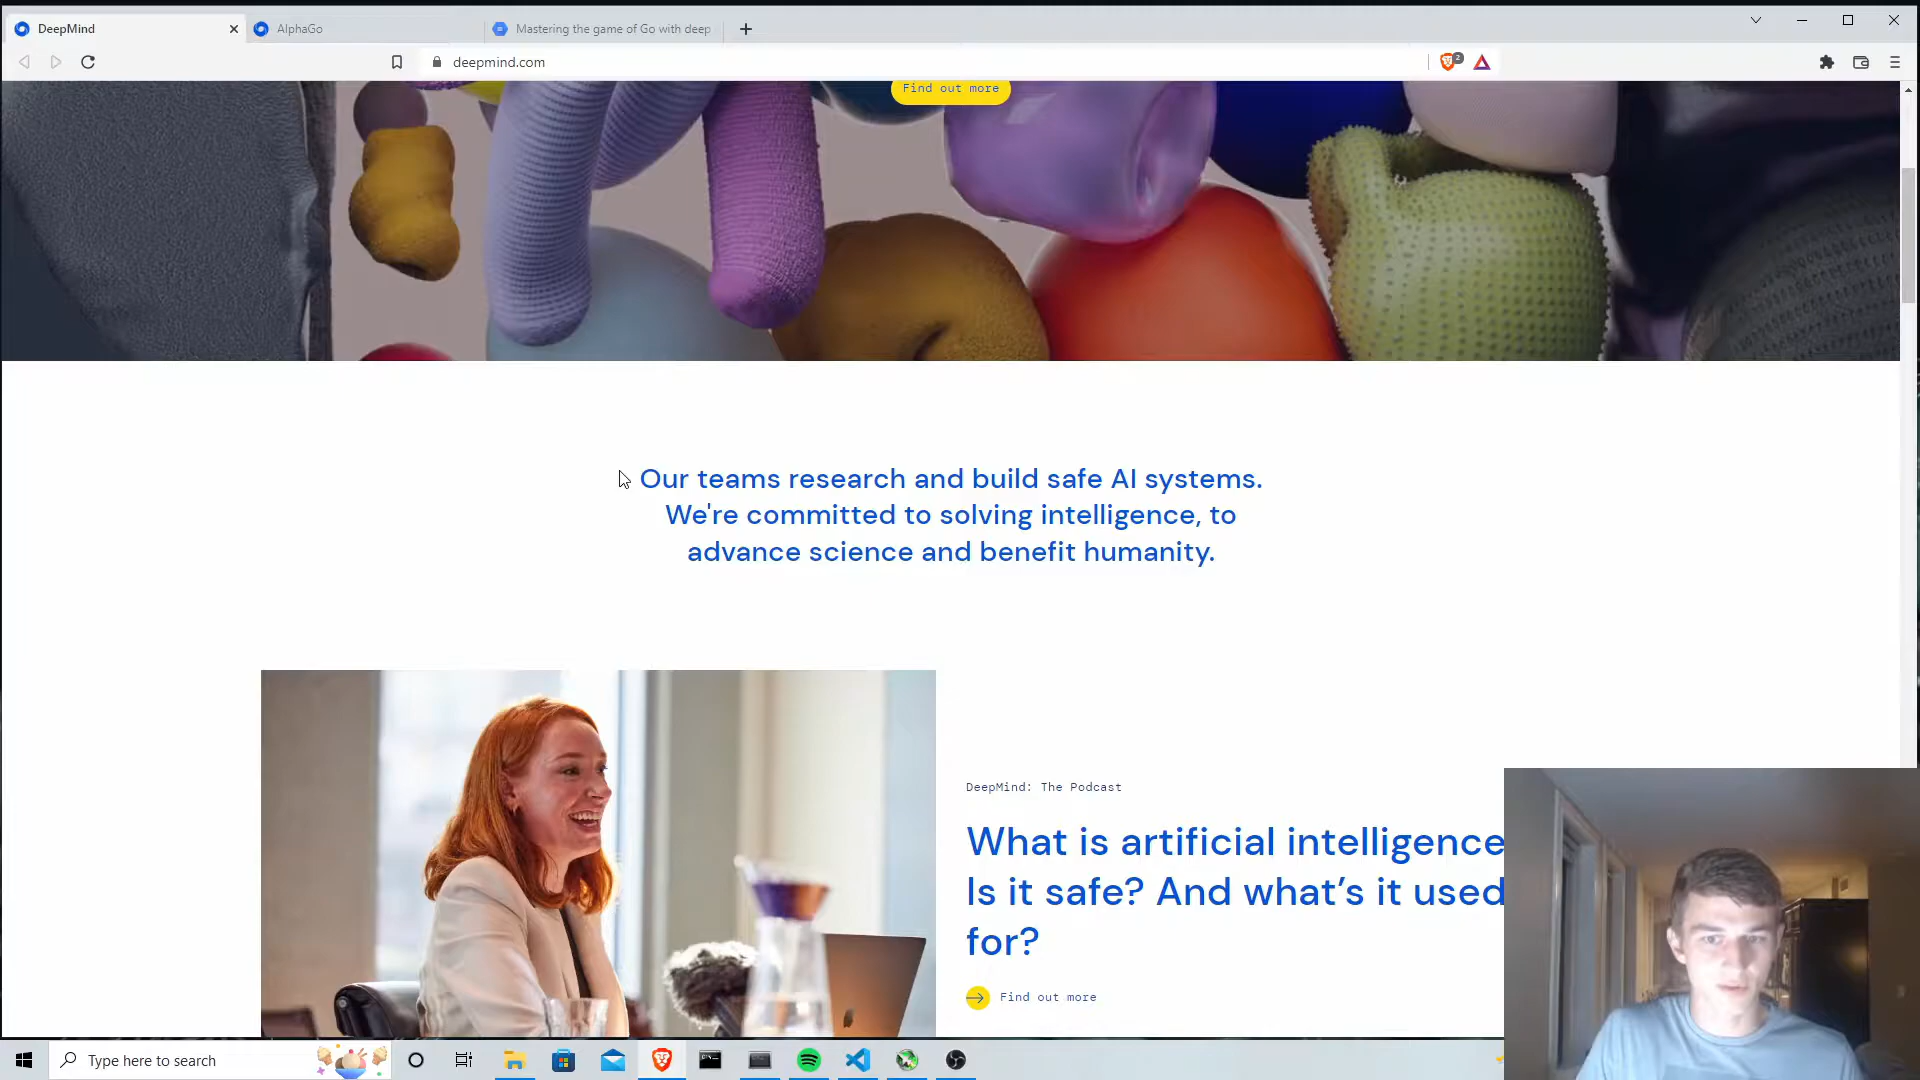 DeepMind
AlphaGo
Mastering the game of Go with deep
deepmind.com
2
Find out more
Our teams research and build safe AI systems.
We're committed to solving intelligence, to
advance science and benefit humanity.
DeepMind: The Podcast
What is artificial intelligence
Is it safe? And what’s it used
for?
Find out more
Type here to search